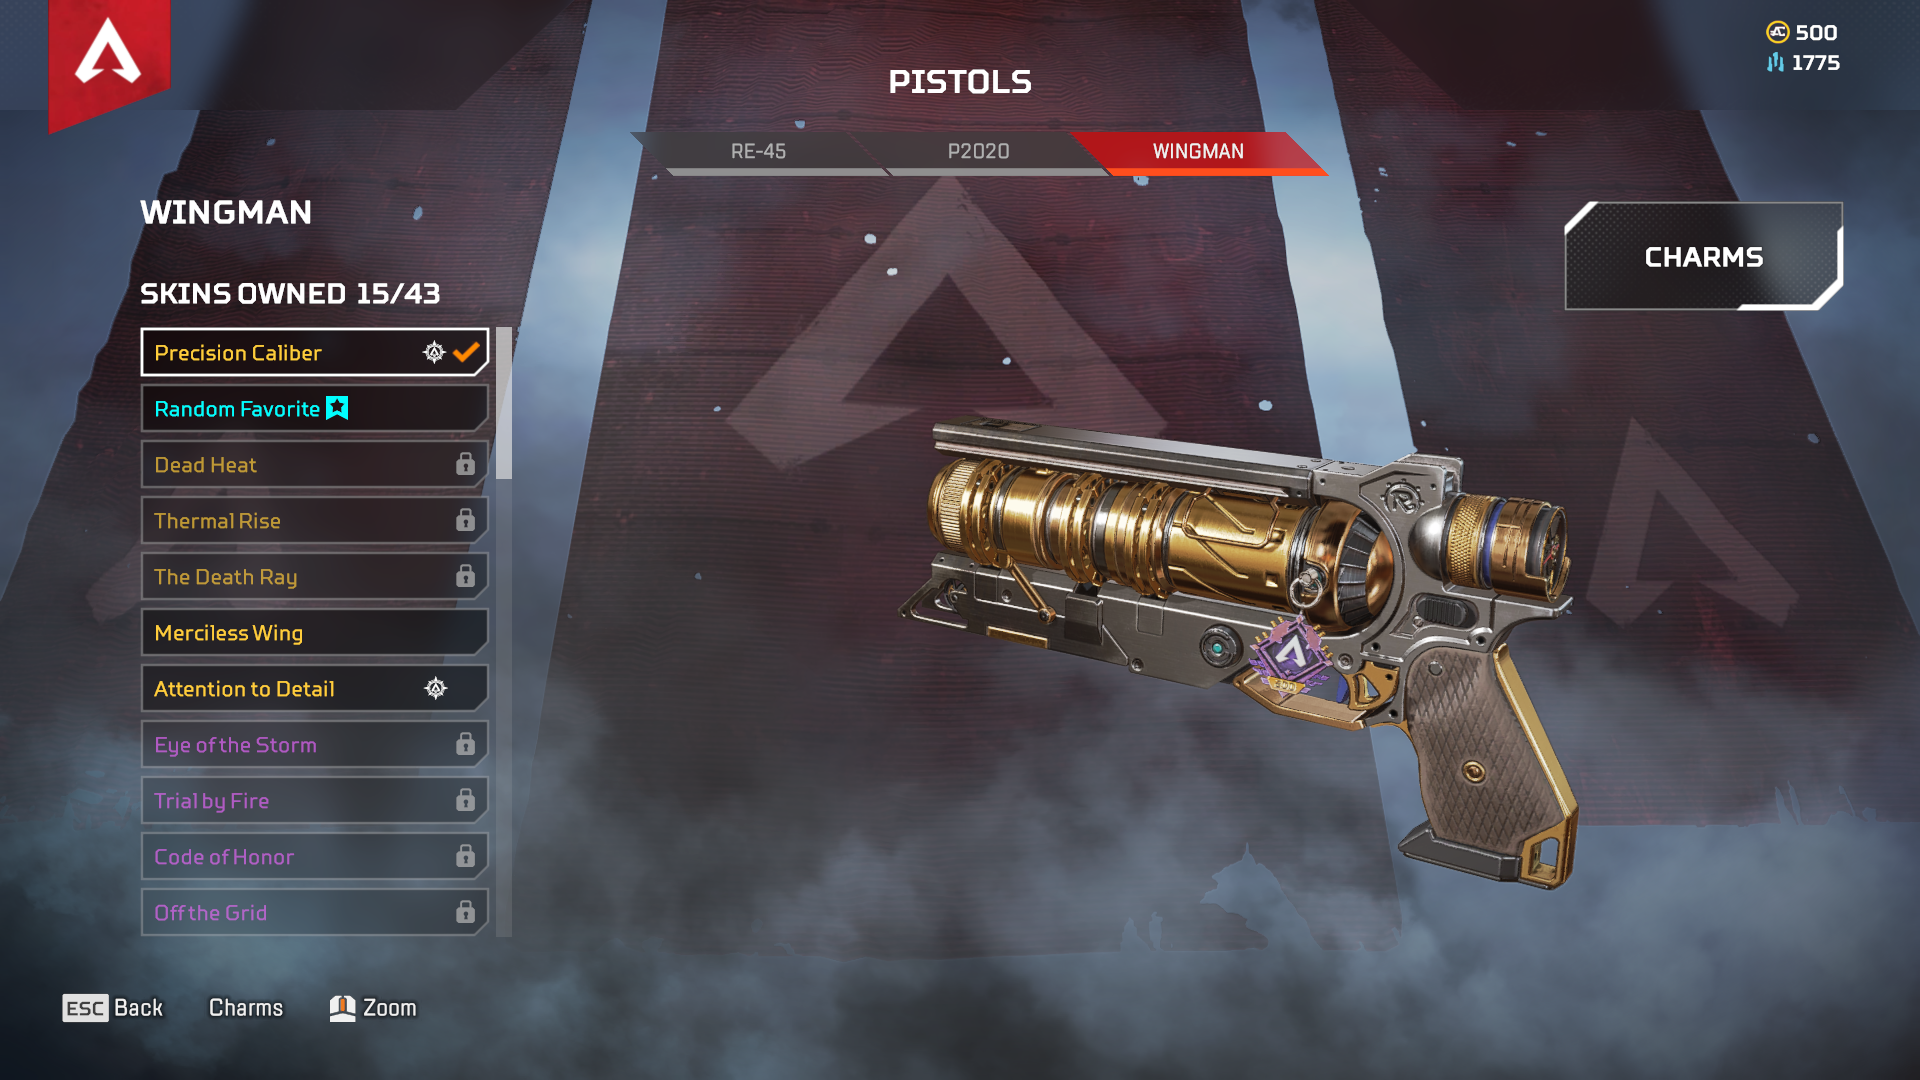 500
1775
PISTOLS
RE-45
P2020
WINGMAN
WINGMAN
CHARMS
SKINS OWNED 15/43
Precision Caliber
Random Favorite
Dead Heat
Thermal Rise
The Death Ray
Merciless Wing
Attention to Detail
Eye of the Storm
Trial by Fire
Code of Honor
Off the Grid
ESC Back
Charms
Zoom